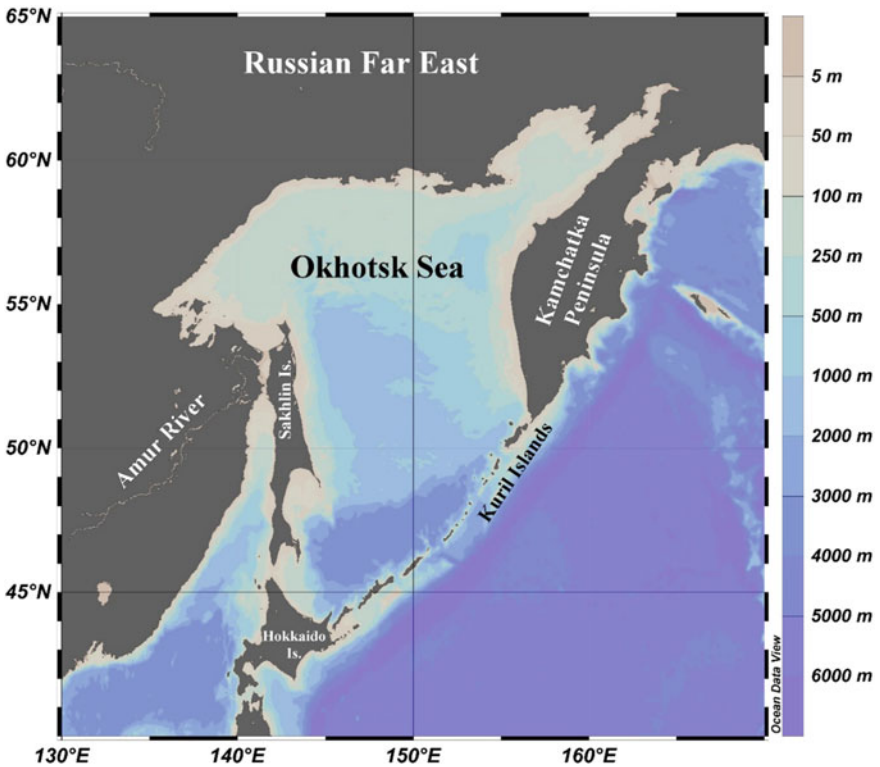 65°N
60°N
55°N
50°N
45°N
130°E
140°E
150°E
160°E
Russian Far East
Okhotsk Sea
Kamchatka
Peninsula
Sakhlin Is.
Amur River
Kuril Islands
Hokkaido
Is.
5 m
50 m
100 m
250 m
500 m
1000 m
2000 m
3000 m
4000 m
5000 m
6000 m
Ocean Data View